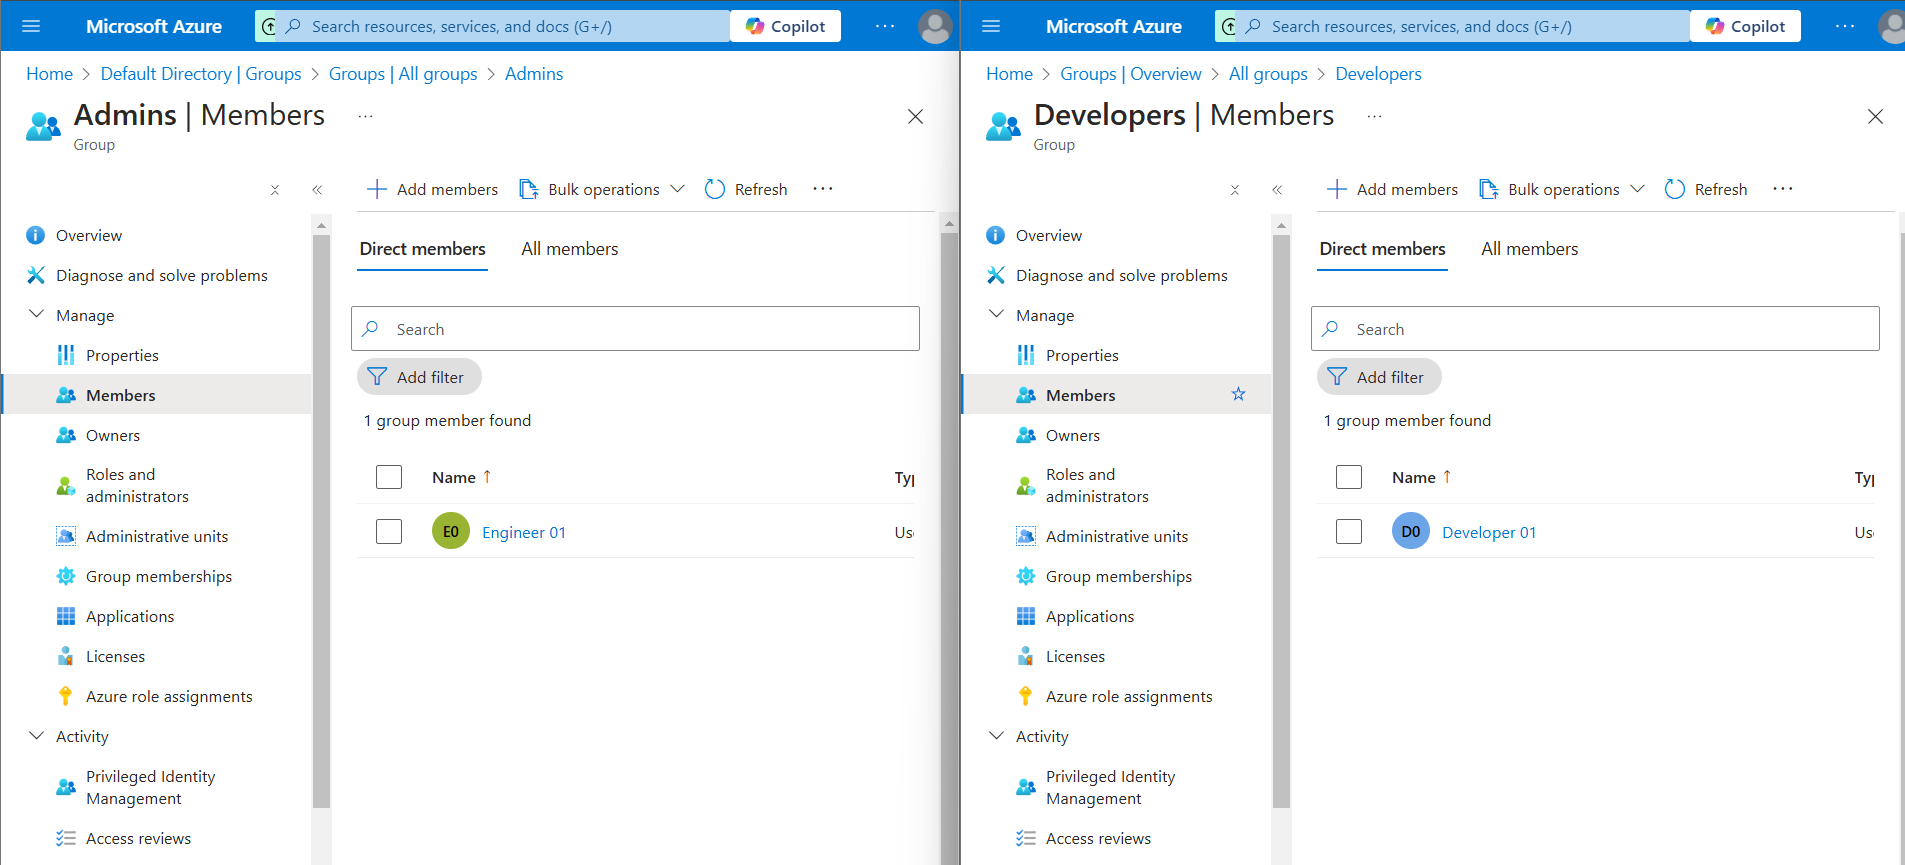 Microsoft Azure
Search resources, services, and docs (G+/)
Copilot
Home > Default Directory | Groups > Groups | All groups > Admins
Admins | Members
Group
Add members
Bulk operations
Refresh
Overview
Diagnose and solve problems
Manage
Properties
Members
Owners
Roles and
administrators
Administrative units
Group memberships
Applications
Licenses
Azure role assignments
Activity
Privileged Identity
Management
Access reviews
Direct members
All members
Search
Add filter
1 group member found
Name ↑
E0
Engineer 01
Microsoft Azure
Search resources, services, and docs (G+/)
Copilot
Home > Groups | Overview > All groups > Developers
Developers | Members
Group
Add members
Bulk operations
Refresh
Overview
Diagnose and solve problems
Manage
Properties
Members
Owners
Roles and
administrators
Administrative units
Group memberships
Applications
Licenses
Azure role assignments
Activity
Privileged Identity
Management
Access reviews
Direct members
All members
Search
Add filter
1 group member found
Name ↑
D0
Developer 01